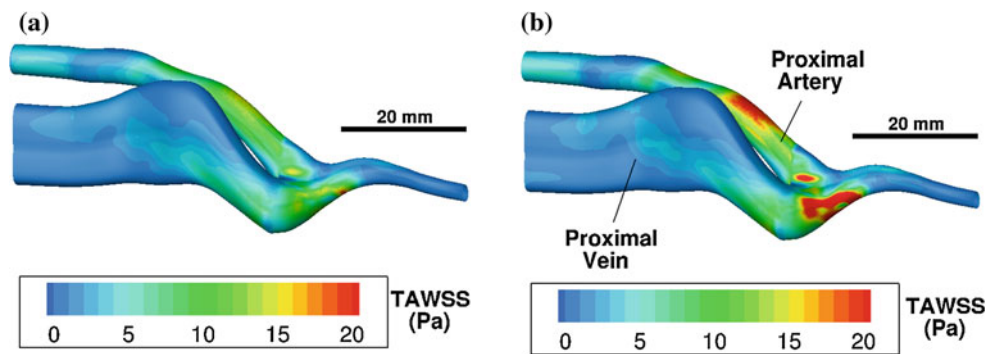 (a)
20 mm
0 5 10 15 20
TAWSS
(Pa)
(b)
Proximal
Artery
20 mm
Proximal
Vein
0 5 10 15 20
TAWSS
(Pa)